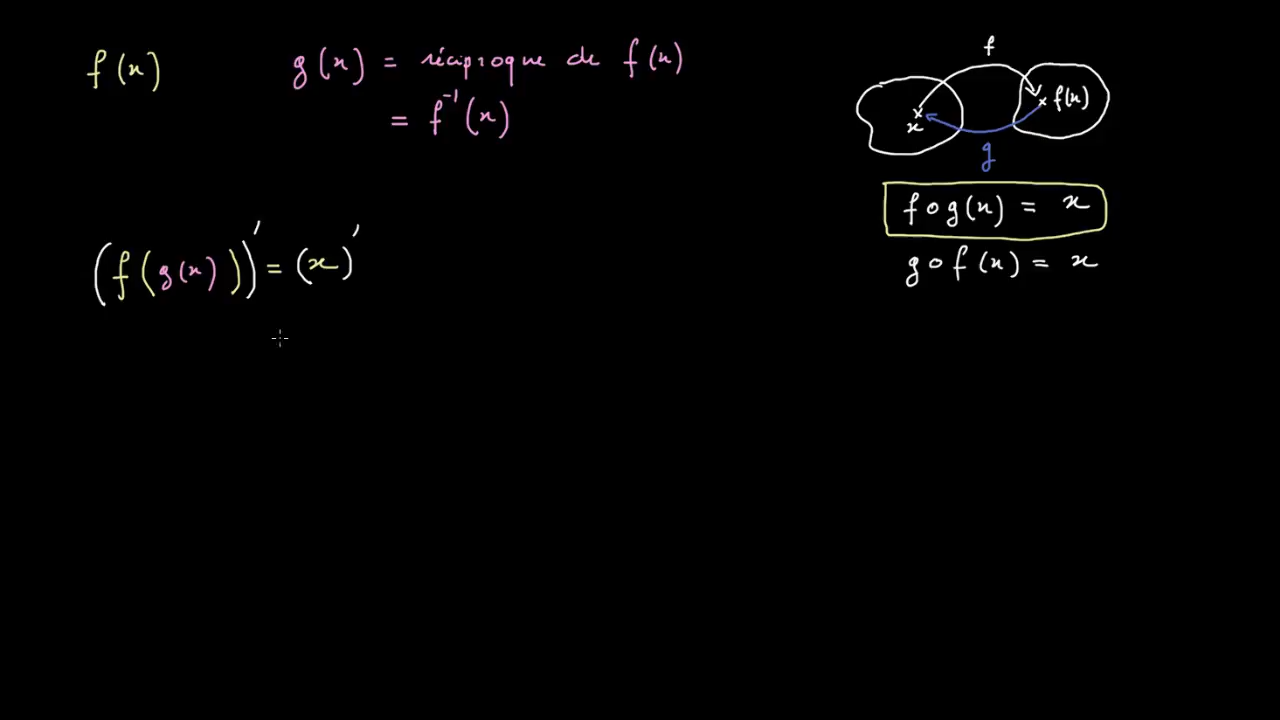 f(x)
g(x) = réciproque de f(x)
= f⁻¹(x)
(f(g(x)))' = (x)'
f
x
f(x)
g
f o g(x) = x
g o f(x) = x